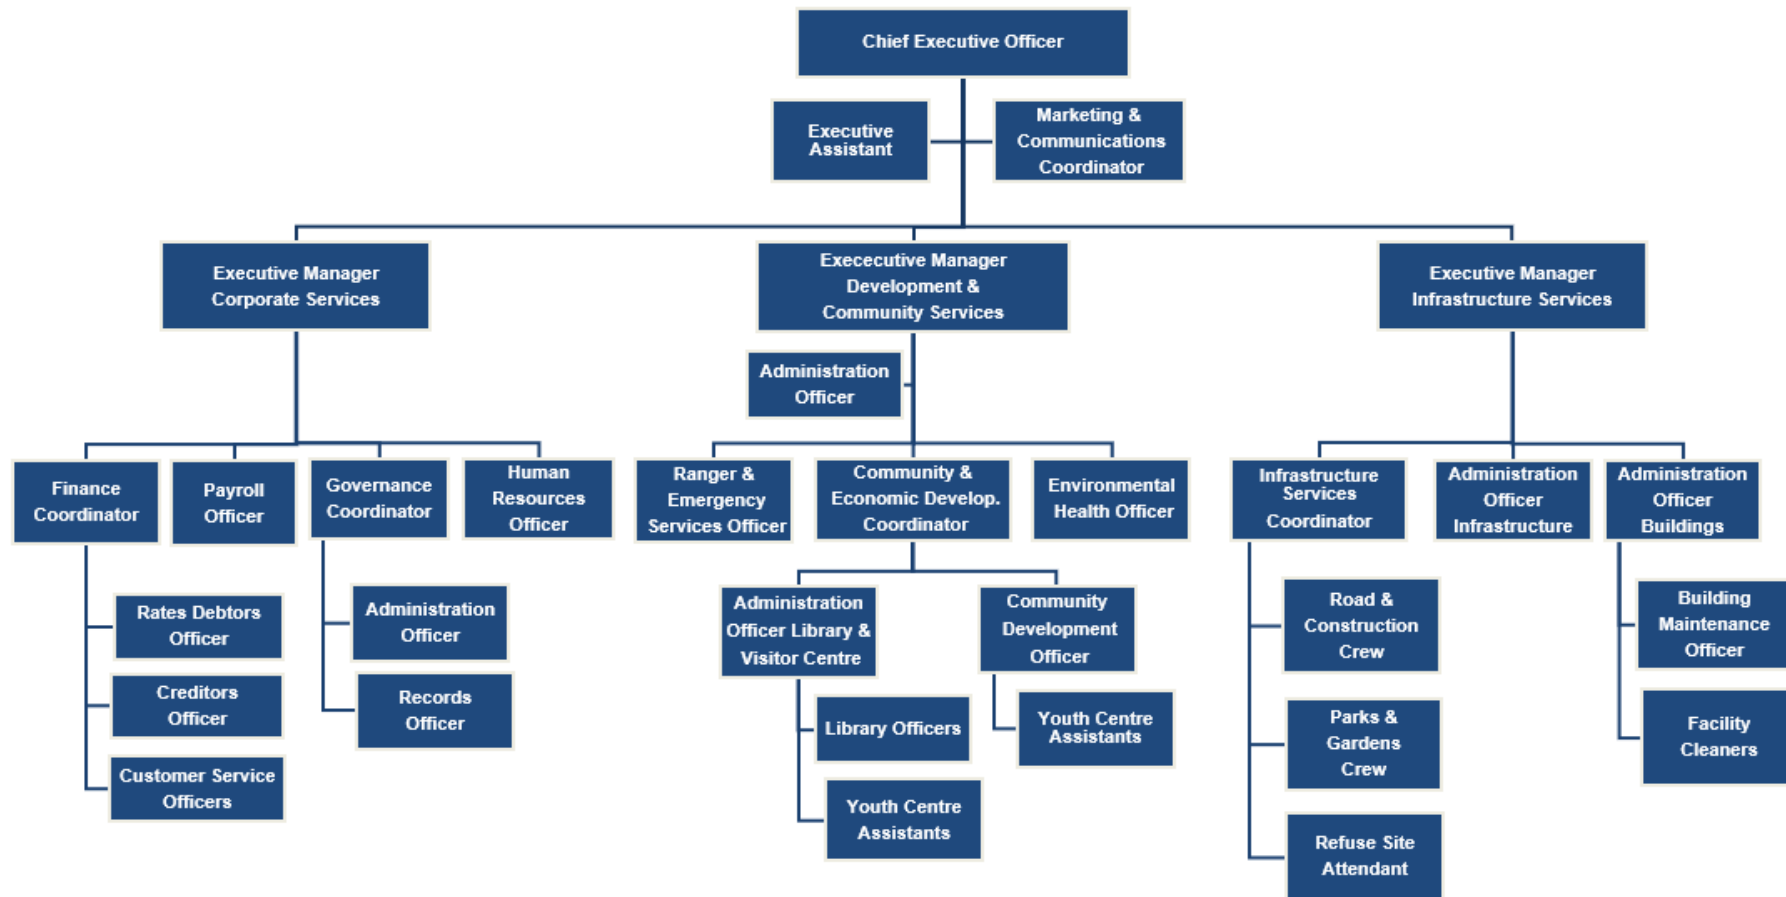 Chief Executive Officer
Executive
Assistant
Marketing &
Communications
Coordinator
Executive Manager
Corporate Services
Exececutive Manager
Development &
Community Services
Executive Manager
Infrastructure Services
Administration
Officer
Finance
Coordinator
Payroll
Officer
Governance
Coordinator
Human
Resources
Officer
Ranger &
Emergency
Services Officer
Community &
Economic Develop.
Coordinator
Environmental
Health Officer
Infrastructure
Services
Coordinator
Administration
Officer
Infrastructure
Administration
Officer
Buildings
Rates Debtors
Officer
Creditors
Officer
Customer Service
Officers
Administration
Officer
Records
Officer
Administration
Officer Library &
Visitor Centre
Library Officers
Youth Centre
Assistants
Community
Development
Officer
Youth Centre
Assistants
Road &
Construction
Crew
Parks &
Gardens
Crew
Refuse Site
Attendant
Building
Maintenance
Officer
Facility
Cleaners